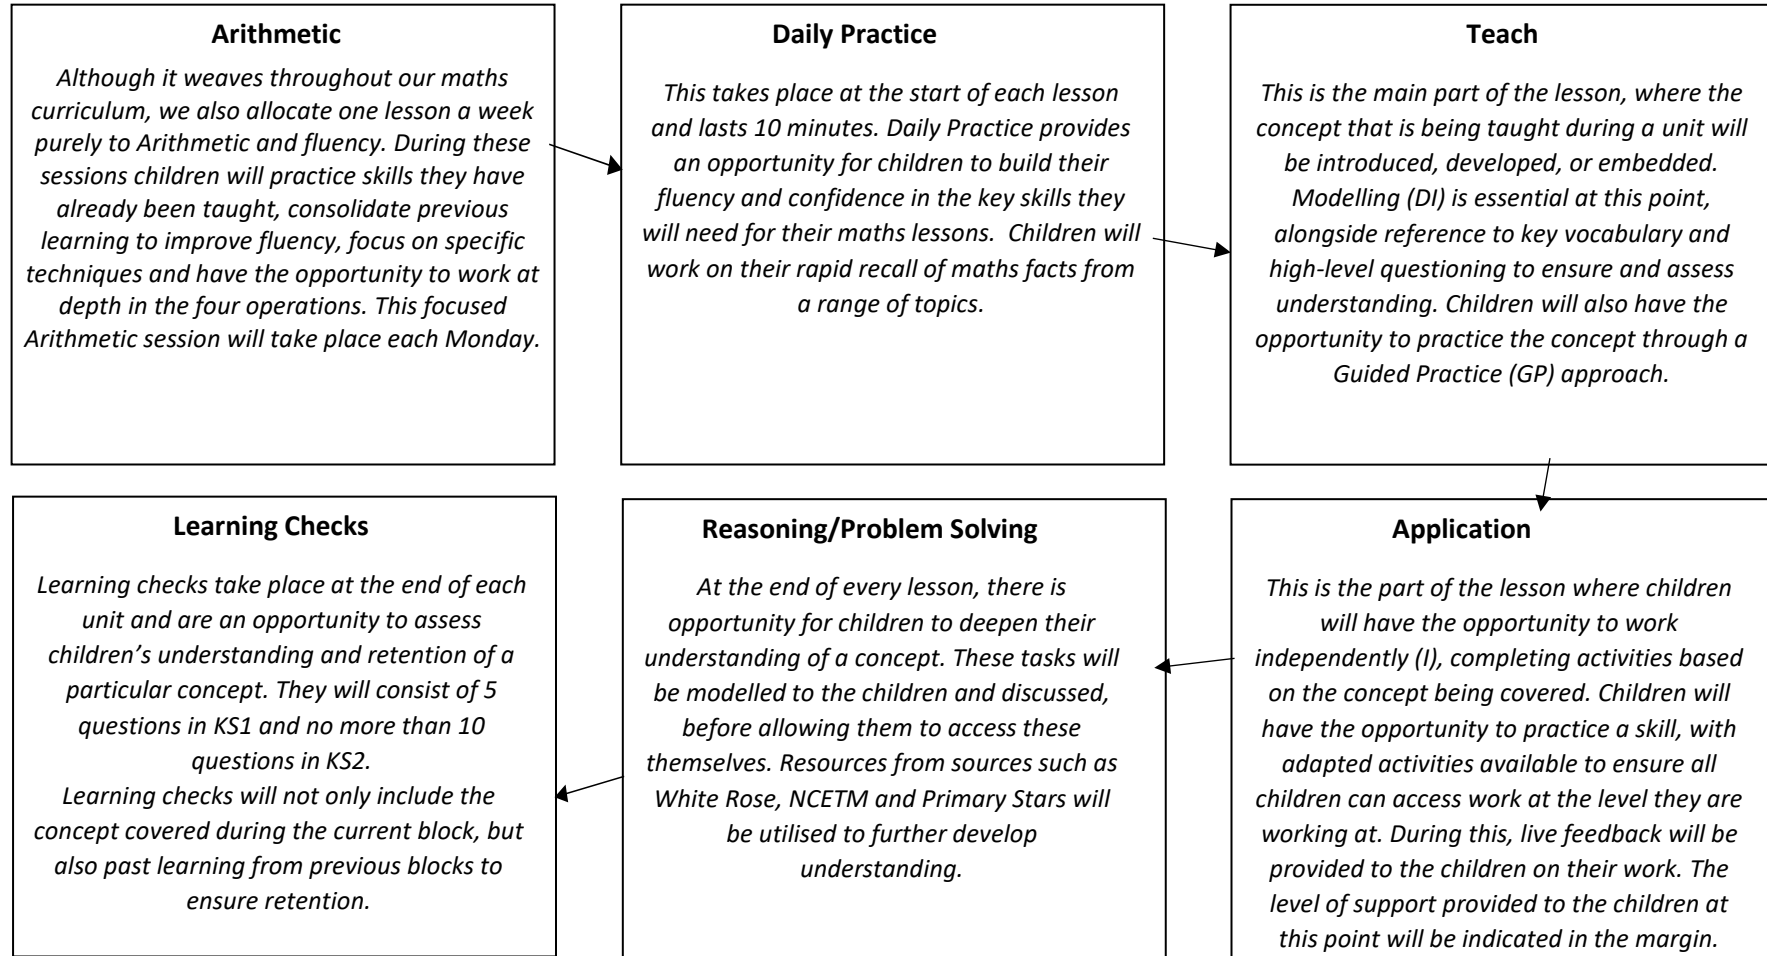 Arithmetic
Although it weaves throughout our maths
curriculum, we also allocate one lesson a week
purely to Arithmetic and fluency. During these
sessions children will practice skills they have
already been taught, consolidate previous
learning to improve fluency, focus on specific
techniques and have the opportunity to work at
depth in the four operations. This focused
Arithmetic session will take place each Monday.
Daily Practice
This takes place at the start of each lesson
and lasts 10 minutes. Daily Practice provides
an opportunity for children to build their
fluency and confidence in the key skills they
will need for their maths lessons.  Children will
work on their rapid recall of maths facts from
a range of topics.
Teach
This is the main part of the lesson, where the
concept that is being taught during a unit will
be introduced, developed, or embedded.
Modelling (DI) is essential at this point,
alongside reference to key vocabulary and
high-level questioning to ensure and assess
understanding. Children will also have the
opportunity to practice the concept through a
Guided Practice (GP) approach.
Application
This is the part of the lesson where children
will have the opportunity to work
independently (I), completing activities based
on the concept being covered. Children will
have the opportunity to practice a skill, with
adapted activities available to ensure all
children can access work at the level they are
working at. During this, live feedback will be
provided to the children on their work. The
level of support provided to the children at
this point will be indicated in the margin.
Reasoning/Problem Solving
At the end of every lesson, there is
opportunity for children to deepen their
understanding of a concept. These tasks will
be modelled to the children and discussed,
before allowing them to access these
themselves. Resources from sources such as
White Rose, NCETM and Primary Stars will
be utilised to further develop
understanding.
Learning Checks
Learning checks take place at the end of each
unit and are an opportunity to assess
children’s understanding and retention of a
particular concept. They will consist of 5
questions in KS1 and no more than 10
questions in KS2.
Learning checks will not only include the
concept covered during the current block, but
also past learning from previous blocks to
ensure retention.